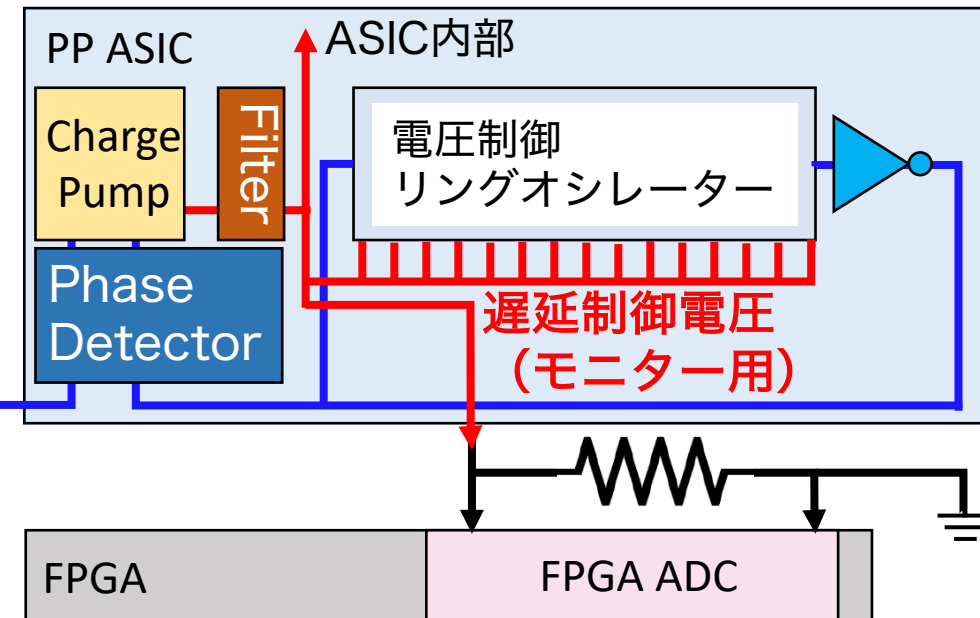 PP ASIC
ASIC内部
Charge
Pump
Filter
電圧制御
リングオシレーター
Phase
Detector
遅延制御電圧
（モニター用）
FPGA
FPGA ADC